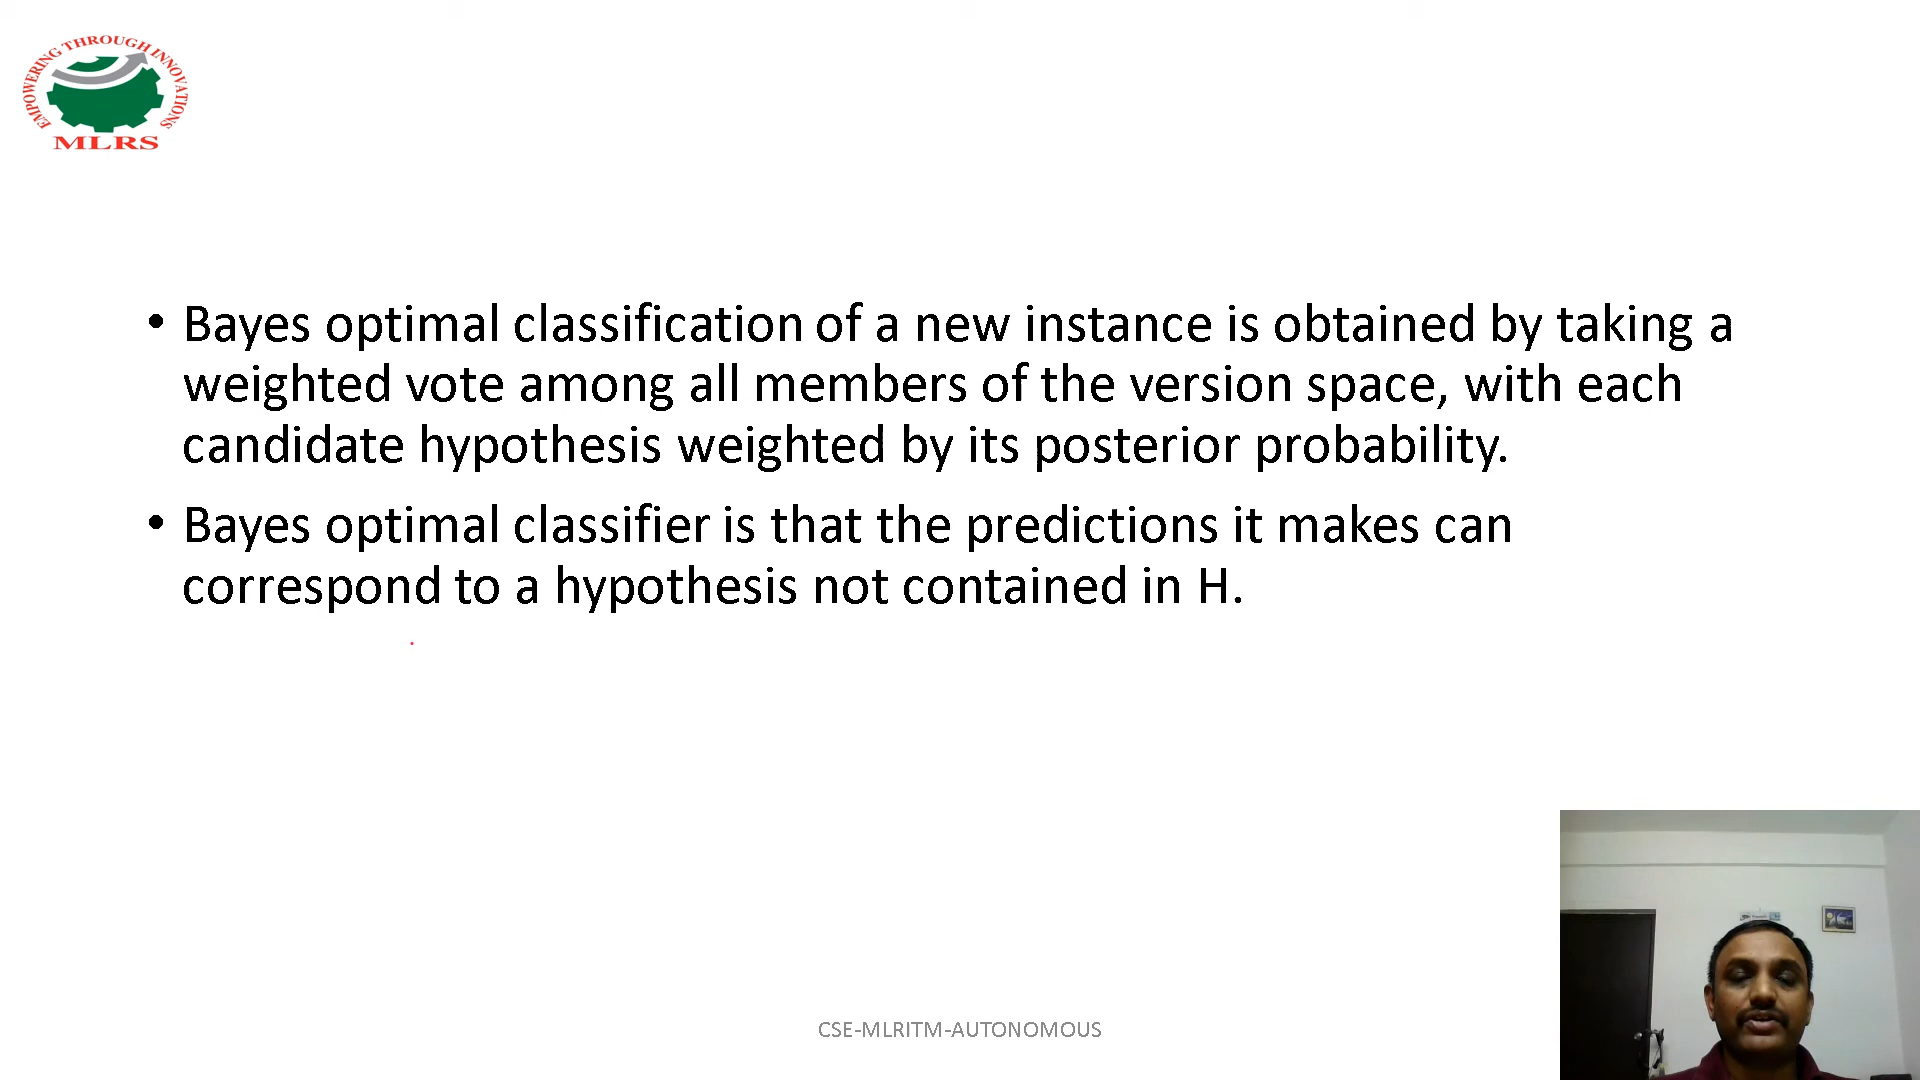 EMPOWERING THROUGH INNOVATIONS
MLRS
• Bayes optimal classification of a new instance is obtained by taking a
weighted vote among all members of the version space, with each
candidate hypothesis weighted by its posterior probability.
• Bayes optimal classifier is that the predictions it makes can
correspond to a hypothesis not contained in H.
CSE-MLRITM-AUTONOMOUS